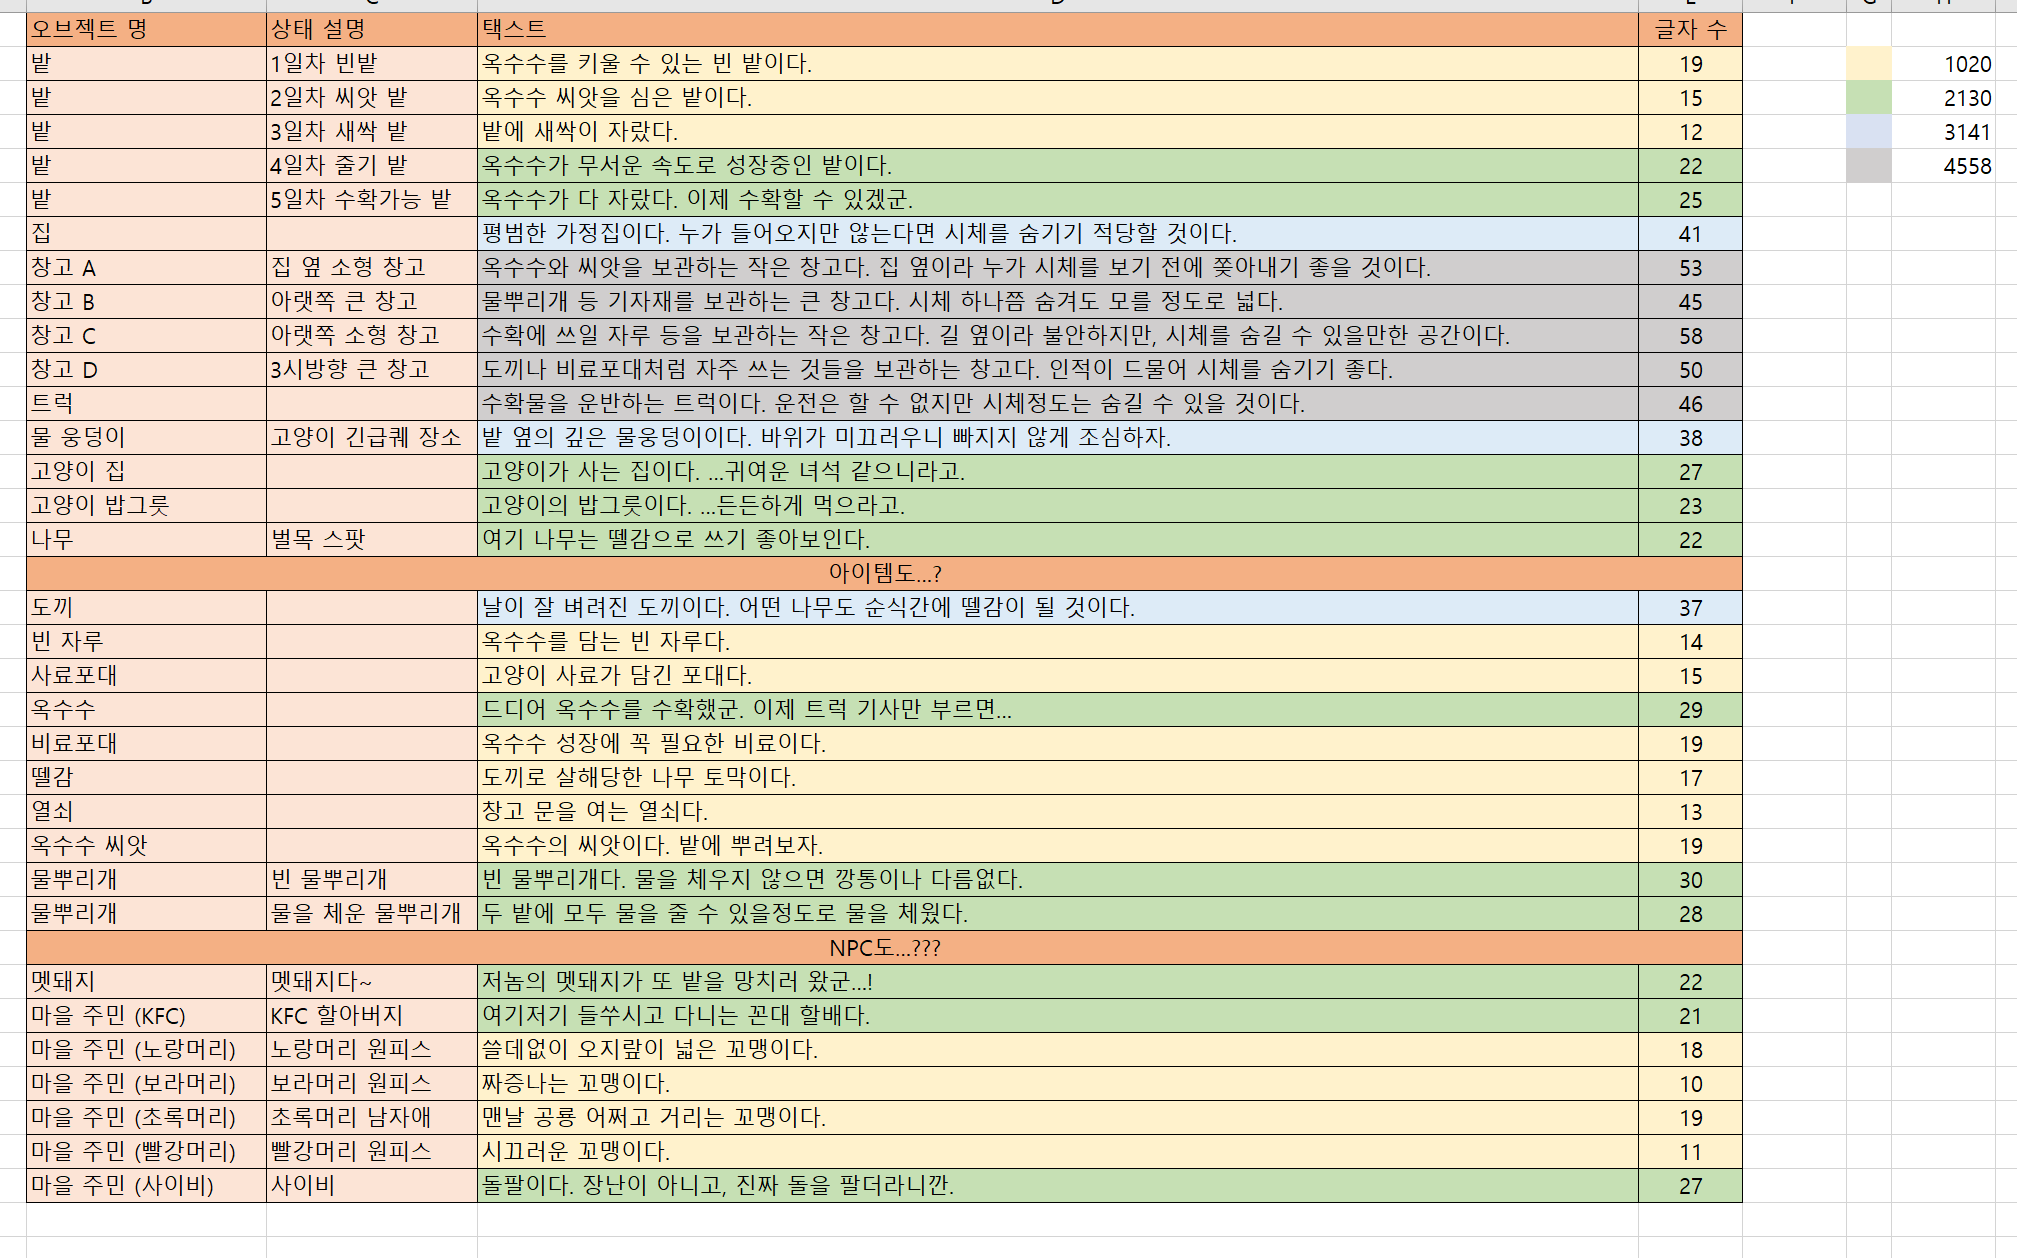 오브젝트 명 상태 설명 택스트 글자 수
밭 1일차 빈밭 옥수수를 키울 수 있는 빈 밭이다. 19 1020
밭 2일차 씨앗 밭 옥수수 씨앗을 심은 밭이다. 15 2130
밭 3일차 새싹 밭 밭에 새싹이 자랐다. 12 3141
밭 4일차 줄기 밭 옥수수가 무서운 속도로 성장중인 밭이다. 22 4558
밭 5일차 수확가능 밭 옥수수가 다 자랐다. 이제 수확할 수 있겠군. 25
집 평범한 가정집이다. 누가 들어오지만 않는다면 시체를 숨기기 적당할 것이다. 41
창고 A 집 옆 소형 창고 옥수수와 씨앗을 보관하는 작은 창고다. 집 옆이라 누가 시체를 보기 전에 쫒아내기 좋을 것이다. 53
창고 B 아랫쪽 큰 창고 물뿌리개 등 기자재를 보관하는 큰 창고다. 시체 하나쯤 숨겨도 모를 정도로 넓다. 45
창고 C 아랫쪽 소형 창고 수확에 쓰일 자루 등을 보관하는 작은 창고다. 길 옆이라 불안하지만, 시체를 숨길 수 있을만한 공간이다. 58
창고 D 3시방향 큰 창고 도끼나 비료포대처럼 자주 쓰는 것들을 보관하는 창고다. 인적이 드물어 시체를 숨기기 좋다. 50
트럭 수확물을 운반하는 트럭이다. 운전은 할 수 없지만 시체정도는 숨길 수 있을 것이다. 46
물 웅덩이 고양이 긴급퀘 장소 밭 옆의 깊은 물웅덩이이다. 바위가 미끄러우니 빠지지 않게 조심하자. 38
고양이 집 고양이가 사는 집이다. ...귀여운 녀석 같으니라고. 27
고양이 밥그릇 고양이의 밥그릇이다. ...든든하게 먹으라고. 23
나무 벌목 스팟 여기 나무는 뗄감으로 쓰기 좋아보인다. 22
아이템도...?
도끼 날이 잘 벼려진 도끼이다. 어떤 나무도 순식간에 뗄감이 될 것이다. 37
빈 자루 옥수수를 담는 빈 자루다. 14
사료포대 고양이 사료가 담긴 포대다. 15
옥수수 드디어 옥수수를 수확했군. 이제 트럭 기사만 부르면... 29
비료포대 옥수수 성장에 꼭 필요한 비료이다. 19
뗄감 도끼로 살해당한 나무 토막이다. 17
열쇠 창고 문을 여는 열쇠다. 13
옥수수 씨앗 옥수수의 씨앗이다. 밭에 뿌려보자. 19
물뿌리개 빈 물뿌리개 빈 물뿌리개다. 물을 체우지 않으면 깡통이나 다름없다. 30
물뿌리개 물을 체운 물뿌리개 두 밭에 모두 물을 줄 수 있을정도로 물을 체웠다. 28
NPC도...???
멧돼지 멧돼지다~ 저놈의 멧돼지가 또 밭을 망치러 왔군...! 22
마을 주민 (KFC) KFC 할아버지 여기저기 들쑤시고 다니는 꼰대 할배다. 21
마을 주민 (노랑머리) 노랑머리 원피스 쓸데없이 오지랖이 넓은 꼬맹이다. 18
마을 주민 (보라머리) 보라머리 원피스 짜증나는 꼬맹이다. 10
마을 주민 (초록머리) 초록머리 남자애 맨날 공룡 어쩌고 거리는 꼬맹이다. 19
마을 주민 (빨강머리) 빨강머리 원피스 시끄러운 꼬맹이다. 11
마을 주민 (사이비) 사이비 돌팔이다. 장난이 아니고, 진짜 돌을 팔더라니깐. 27